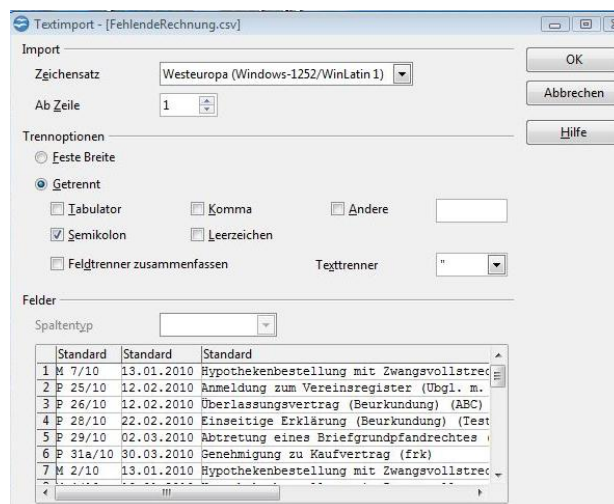 Textimport - [FehlendeRechnung.csv]
Import
Zeichensatz Westeuropa (Windows-1252/WinLatin 1)
OK
Ab Zeile 1
Abbrechen
Trennoptionen
Hilfe
Feste Breite
Getrennt
Tabulator Komma Andere
Semikolon Leerzeichen
Feldtrenner zusammenfassen Texttrenner "
Felder
Spaltentyp
Standard Standard Standard
1 M 7/10 13.01.2010 Hypothekenbestellung mit Zwangsvollstrec
2 P 25/10 12.02.2010 Anmeldung zum Vereinsregister (Ubgl. m.
3 P 26/10 12.02.2010 Überlassungsvertrag (Beurkundung) (ABC)
4 P 28/10 22.02.2010 Einseitige Erklärung (Beurkundung) (Test
5 P 29/10 02.03.2010 Abtretung eines Briefgrundpfandrechtes (
6 P 31a/10 30.03.2010 Genehmigung zu Kaufvertrag (frk)
7 M 2/10 13.01.2010 Hypothekenbestellung mit Zwangsvollstrec